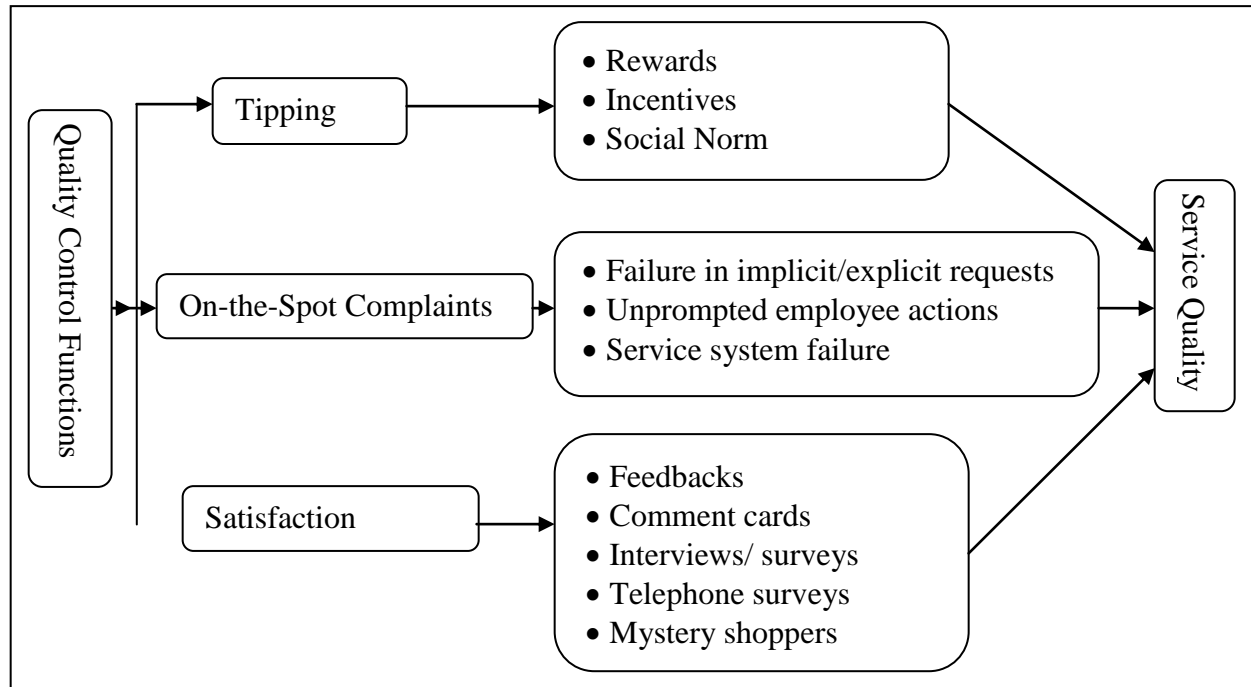 Quality Control Functions
Tipping
• Rewards
• Incentives
• Social Norm
On-the-Spot Complaints
• Failure in implicit/explicit requests
• Unprompted employee actions
• Service system failure
Satisfaction
• Feedbacks
• Comment cards
• Interviews/ surveys
• Telephone surveys
• Mystery shoppers
Service Quality